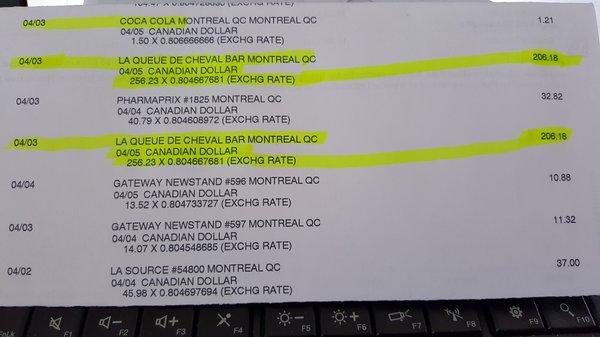 04/03 COCA COLA MONTREAL QC MONTREAL QC 1.21
04/05 CANADIAN DOLLAR
1.50 X 0.806666666 (EXCHG RATE)
04/03 LA QUEUE DE CHEVAL BAR MONTREAL QC 206.18
04/05 CANADIAN DOLLAR
256.23 X 0.804667681 (EXCHG RATE)
04/03 PHARMAPRIX #1825 MONTREAL QC 32.82
04/04 CANADIAN DOLLAR
40.79 X 0.804608972 (EXCHG RATE)
04/03 LA QUEUE DE CHEVAL BAR MONTREAL QC 206.18
04/05 CANADIAN DOLLAR
256.23 X 0.804667681 (EXCHG RATE)
04/04 GATEWAY NEWSTAND #596 MONTREAL QC 10.88
04/05 CANADIAN DOLLAR
13.52 X 0.804733727 (EXCHG RATE)
04/03 GATEWAY NEWSTAND #597 MONTREAL QC 11.32
04/04 CANADIAN DOLLAR
14.07 X 0.804548685 (EXCHG RATE)
04/02 LA SOURCE #54800 MONTREAL QC 37.00
04/04 CANADIAN DOLLAR
45.98 X 0.804697694 (EXCHG RATE)
FnLk F1 F2 F3 F4 F5 F6 F7 F8 F9 F10